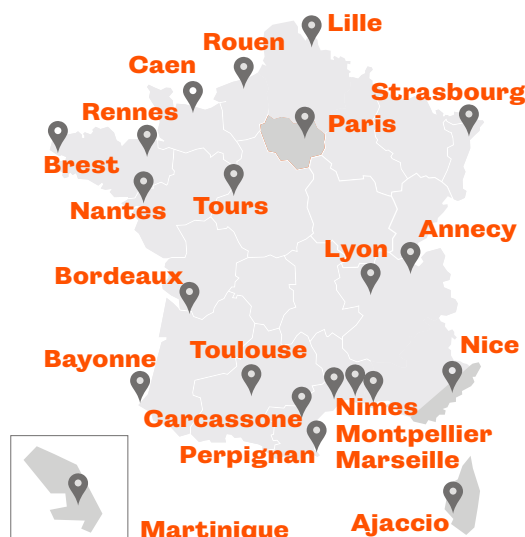 Lille
Rouen
Caen
Strasbourg
Rennes
Paris
Brest
Nantes
Tours
Annecy
Lyon
Bordeaux
Nice
Toulouse
Bayonne
Nimes
Carcassone
Montpellier
Perpignan
Marseille
Ajaccio
Martinique